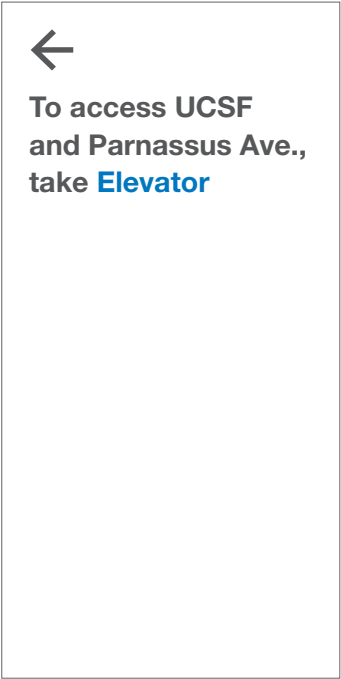 To access UCSF
and Parnassus Ave.,
take Elevator